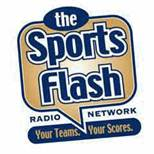 the
Sports
Flash
RADIO NETWORK
Your Teams. Your Scores.